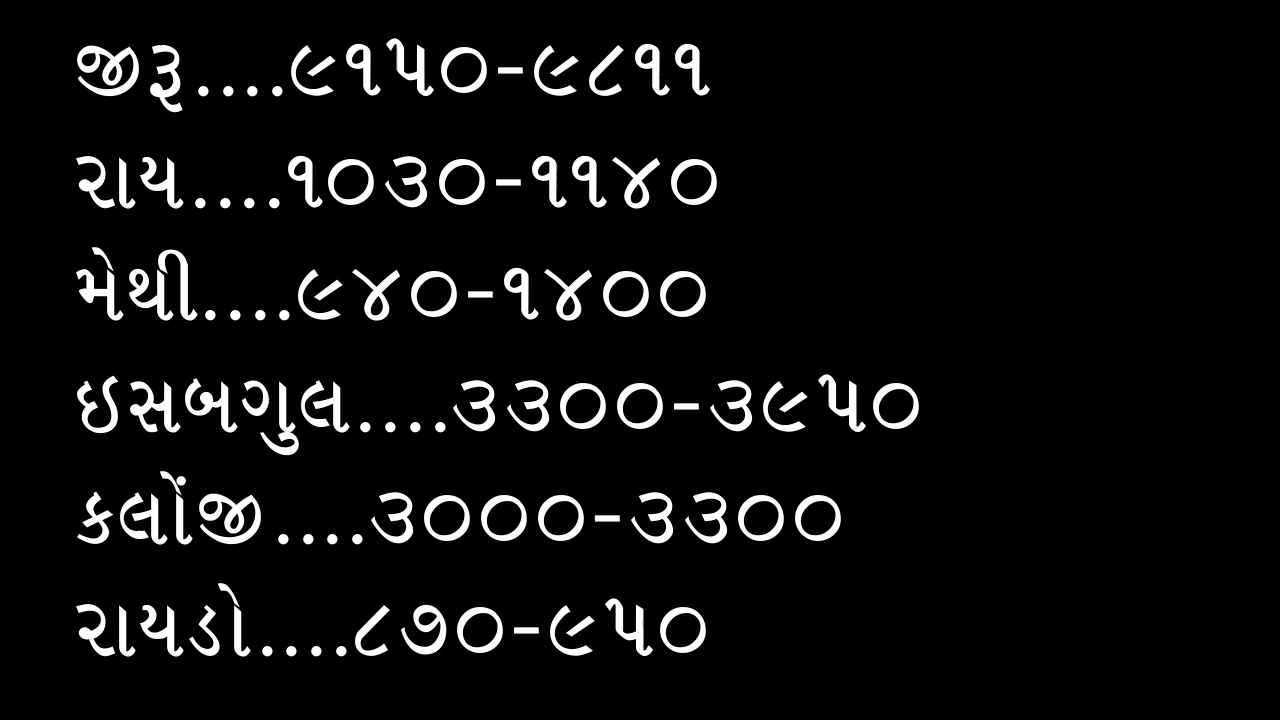 જીરૂ....૯૧૫૦-૯૮૧૧
રાય....૧૦૩૦-૧૧૪૦
મેથી....૯૪૦-૧૪૦૦
ઇસબગુલ....૩૩૦૦-૩૯૫૦
કલોંજી....૩૦૦૦-૩૩૦૦
રાયડો....૮૭૦-૯૫૦